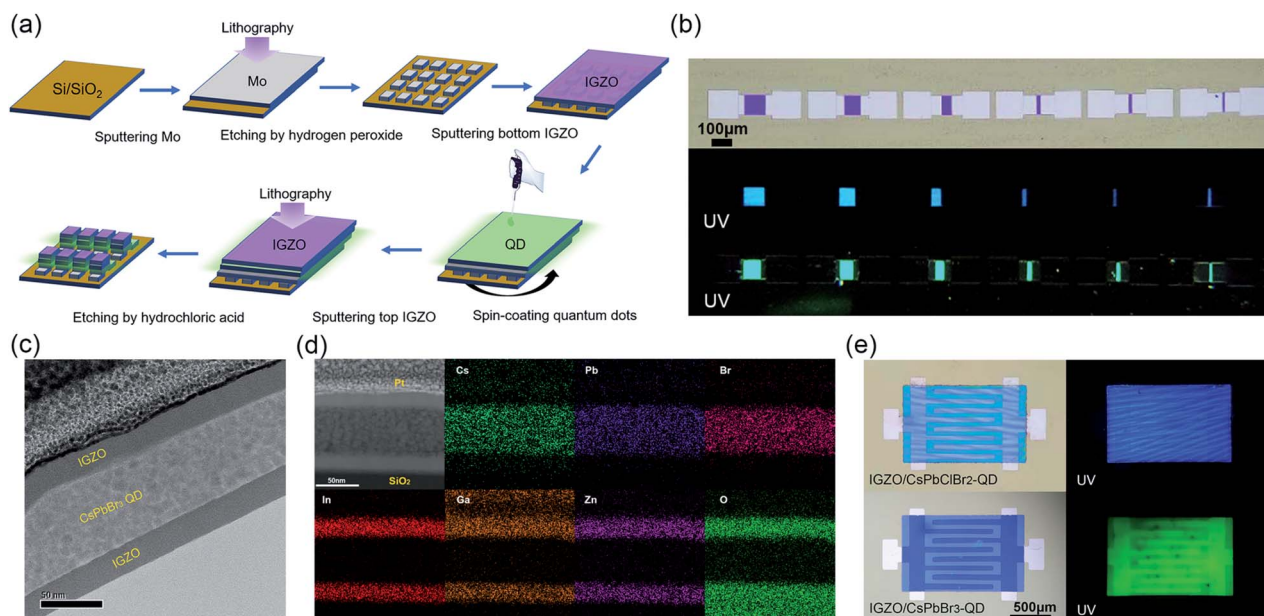 (a)
Lithography
Si/SiO₂
Mo
IGZO
Sputtering Mo
Etching by hydrogen peroxide
Sputtering bottom IGZO
Lithography
IGZO
QD
Etching by hydrochloric acid
Sputtering top IGZO
Spin-coating quantum dots
(b)
100µm
UV
UV
(c)
IGZO
CsPbBr₃ QD
IGZO
50 nm
(d)
Pt
50nm
SiO₂
Cs
Pb
Br
In
Ga
Zn
O
(e)
IGZO/CsPbClBr2-QD
UV
IGZO/CsPbBr3-QD
500µm
UV